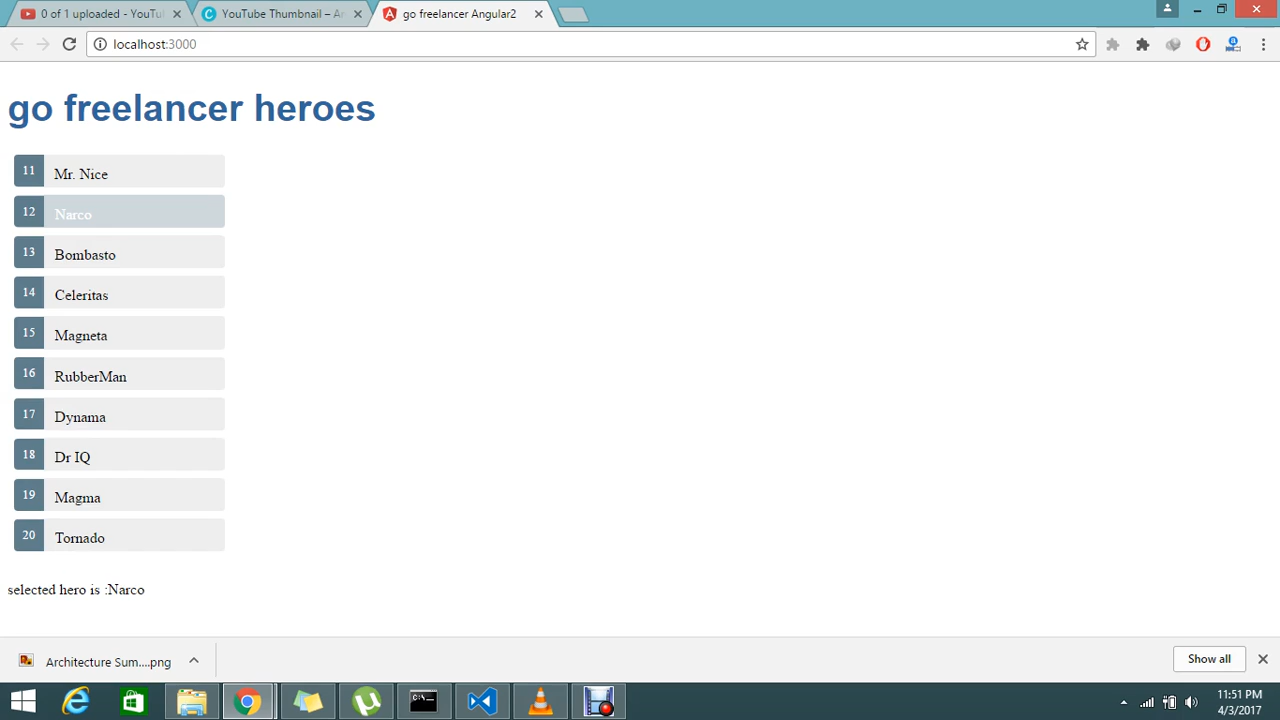 0 of 1 uploaded - YouTu
YouTube Thumbnail – Ar
go freelancer Angular2
localhost:3000
go freelancer heroes
11 Mr. Nice
12 Narco
13 Bombasto
14 Celeritas
15 Magneta
16 RubberMan
17 Dynama
18 Dr IQ
19 Magma
20 Tornado
selected hero is :Narco
Architecture Sum....png
Show all
11:51 PM
4/3/2017